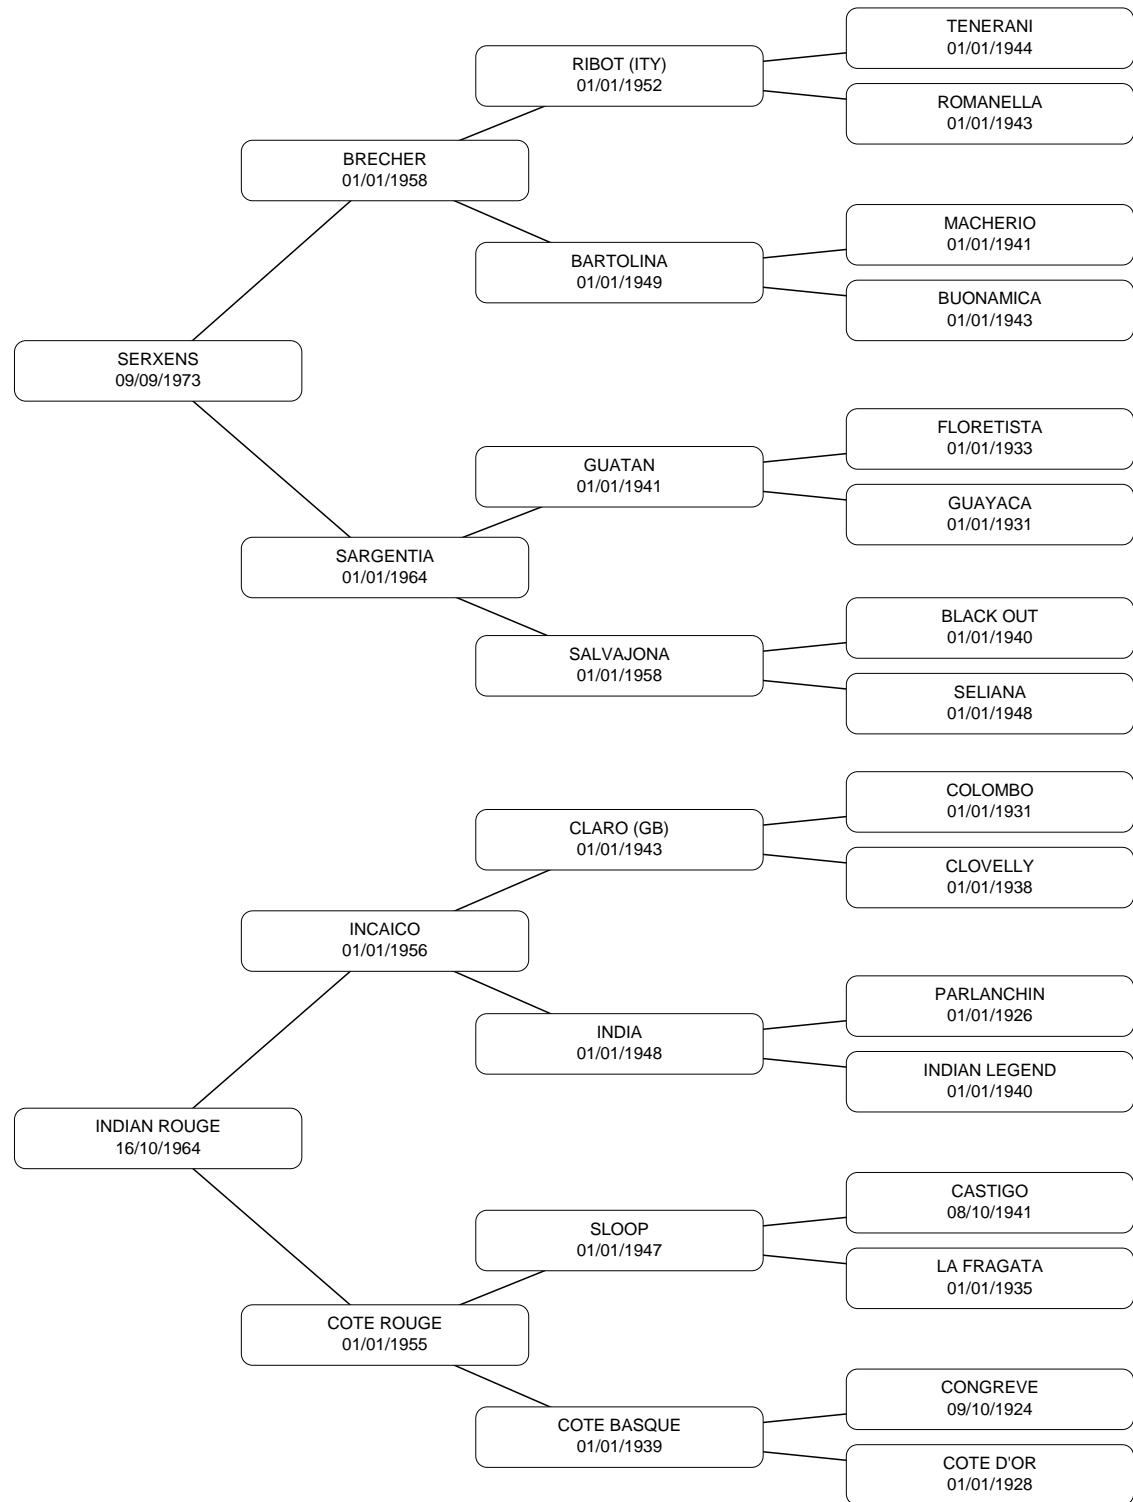 TENERANI
01/01/1944
RIBOT (ITY)
01/01/1952
ROMANELLA
01/01/1943
BRECHER
01/01/1958
MACHERIO
01/01/1941
BARTOLINA
01/01/1949
BUONAMICA
01/01/1943
SERXENS
09/09/1973
FLORETISTA
01/01/1933
GUATAN
01/01/1941
GUAYACA
01/01/1931
SARGENTIA
01/01/1964
BLACK OUT
01/01/1940
SALVAJONA
01/01/1958
SELIANA
01/01/1948
COLOMBO
01/01/1931
CLARO (GB)
01/01/1943
CLOVELLY
01/01/1938
INCAICO
01/01/1956
PARLANCHIN
01/01/1926
INDIA
01/01/1948
INDIAN LEGEND
01/01/1940
INDIAN ROUGE
16/10/1964
CASTIGO
08/10/1941
SLOOP
01/01/1947
LA FRAGATA
01/01/1935
COTE ROUGE
01/01/1955
CONGREVE
09/10/1924
COTE BASQUE
01/01/1939
COTE D'OR
01/01/1928